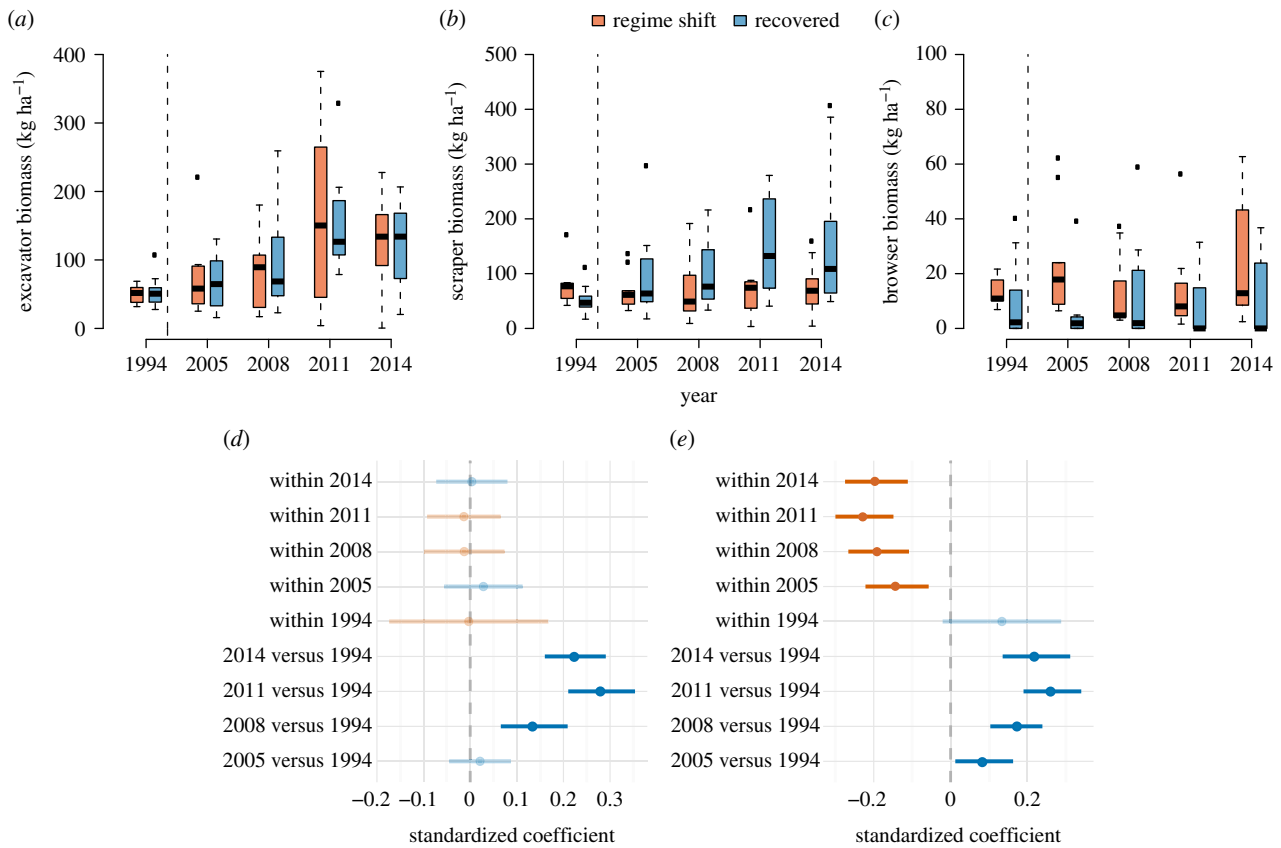 (a) (b) regime shift recovered (c)
excavator biomass (kg ha−1)
400
300
200
100
0
1994 2005 2008 2011 2014
scraper biomass (kg ha−1)
500
400
300
200
100
0
1994 2005 2008 2011 2014
year
browser biomass (kg ha−1)
100
80
60
40
20
0
1994 2005 2008 2011 2014
(d)
within 2014
within 2011
within 2008
within 2005
within 1994
2014 versus 1994
2011 versus 1994
2008 versus 1994
2005 versus 1994
−0.2 −0.1 0 0.1 0.2 0.3
standardized coefficient
(e)
within 2014
within 2011
within 2008
within 2005
within 1994
2014 versus 1994
2011 versus 1994
2008 versus 1994
2005 versus 1994
−0.2 0 0.2
standardized coefficient